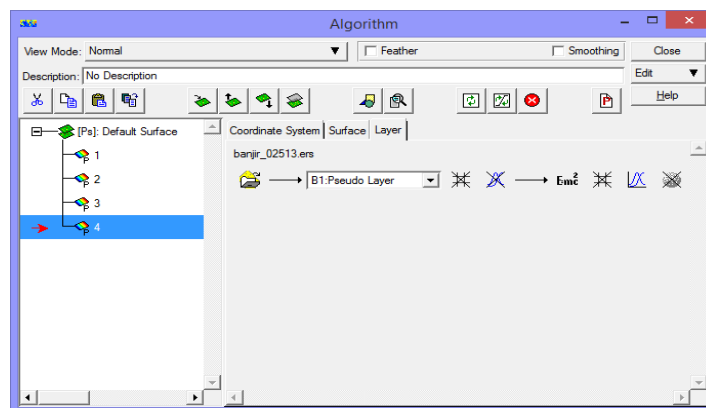 Algorithm
View Mode: Normal Feather Smoothing Close
Description: No Description Edit
Help
[Ps]: Default Surface
1
2
3
4
Coordinate System Surface Layer
banjir_02513.ers
B1:Pseudo Layer Emc²